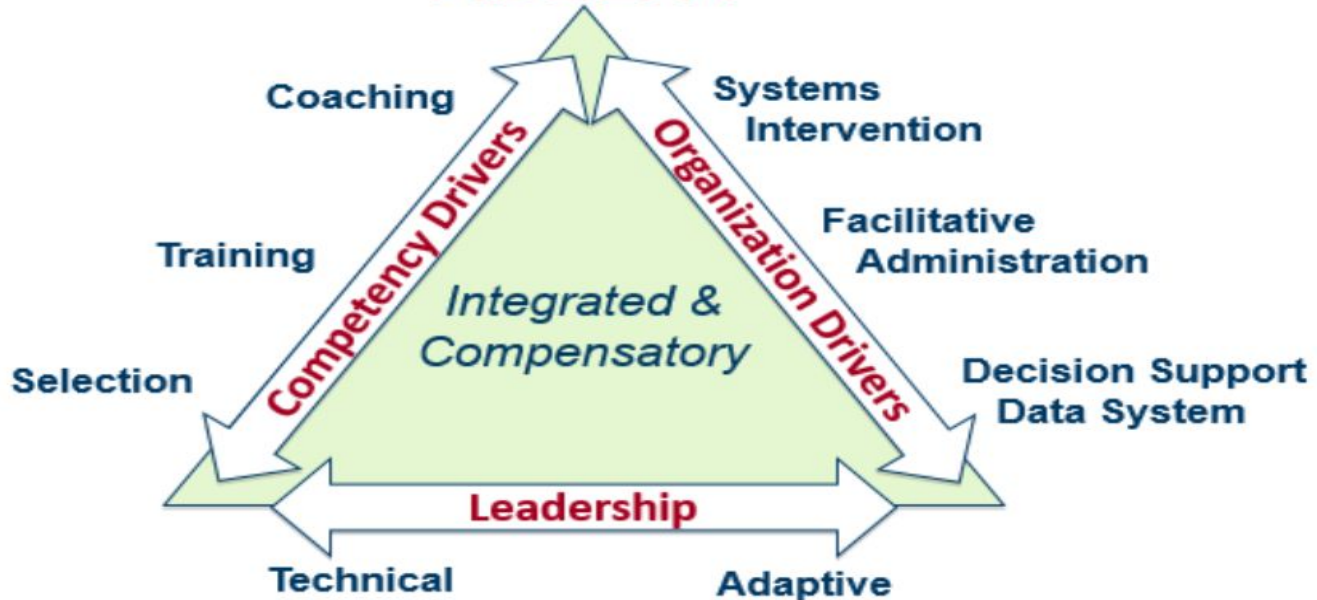 Coaching
Systems
Intervention
Competency Drivers
Organization Drivers
Training
Facilitative
Administration
Integrated &
Compensatory
Selection
Decision Support
Data System
Leadership
Technical
Adaptive